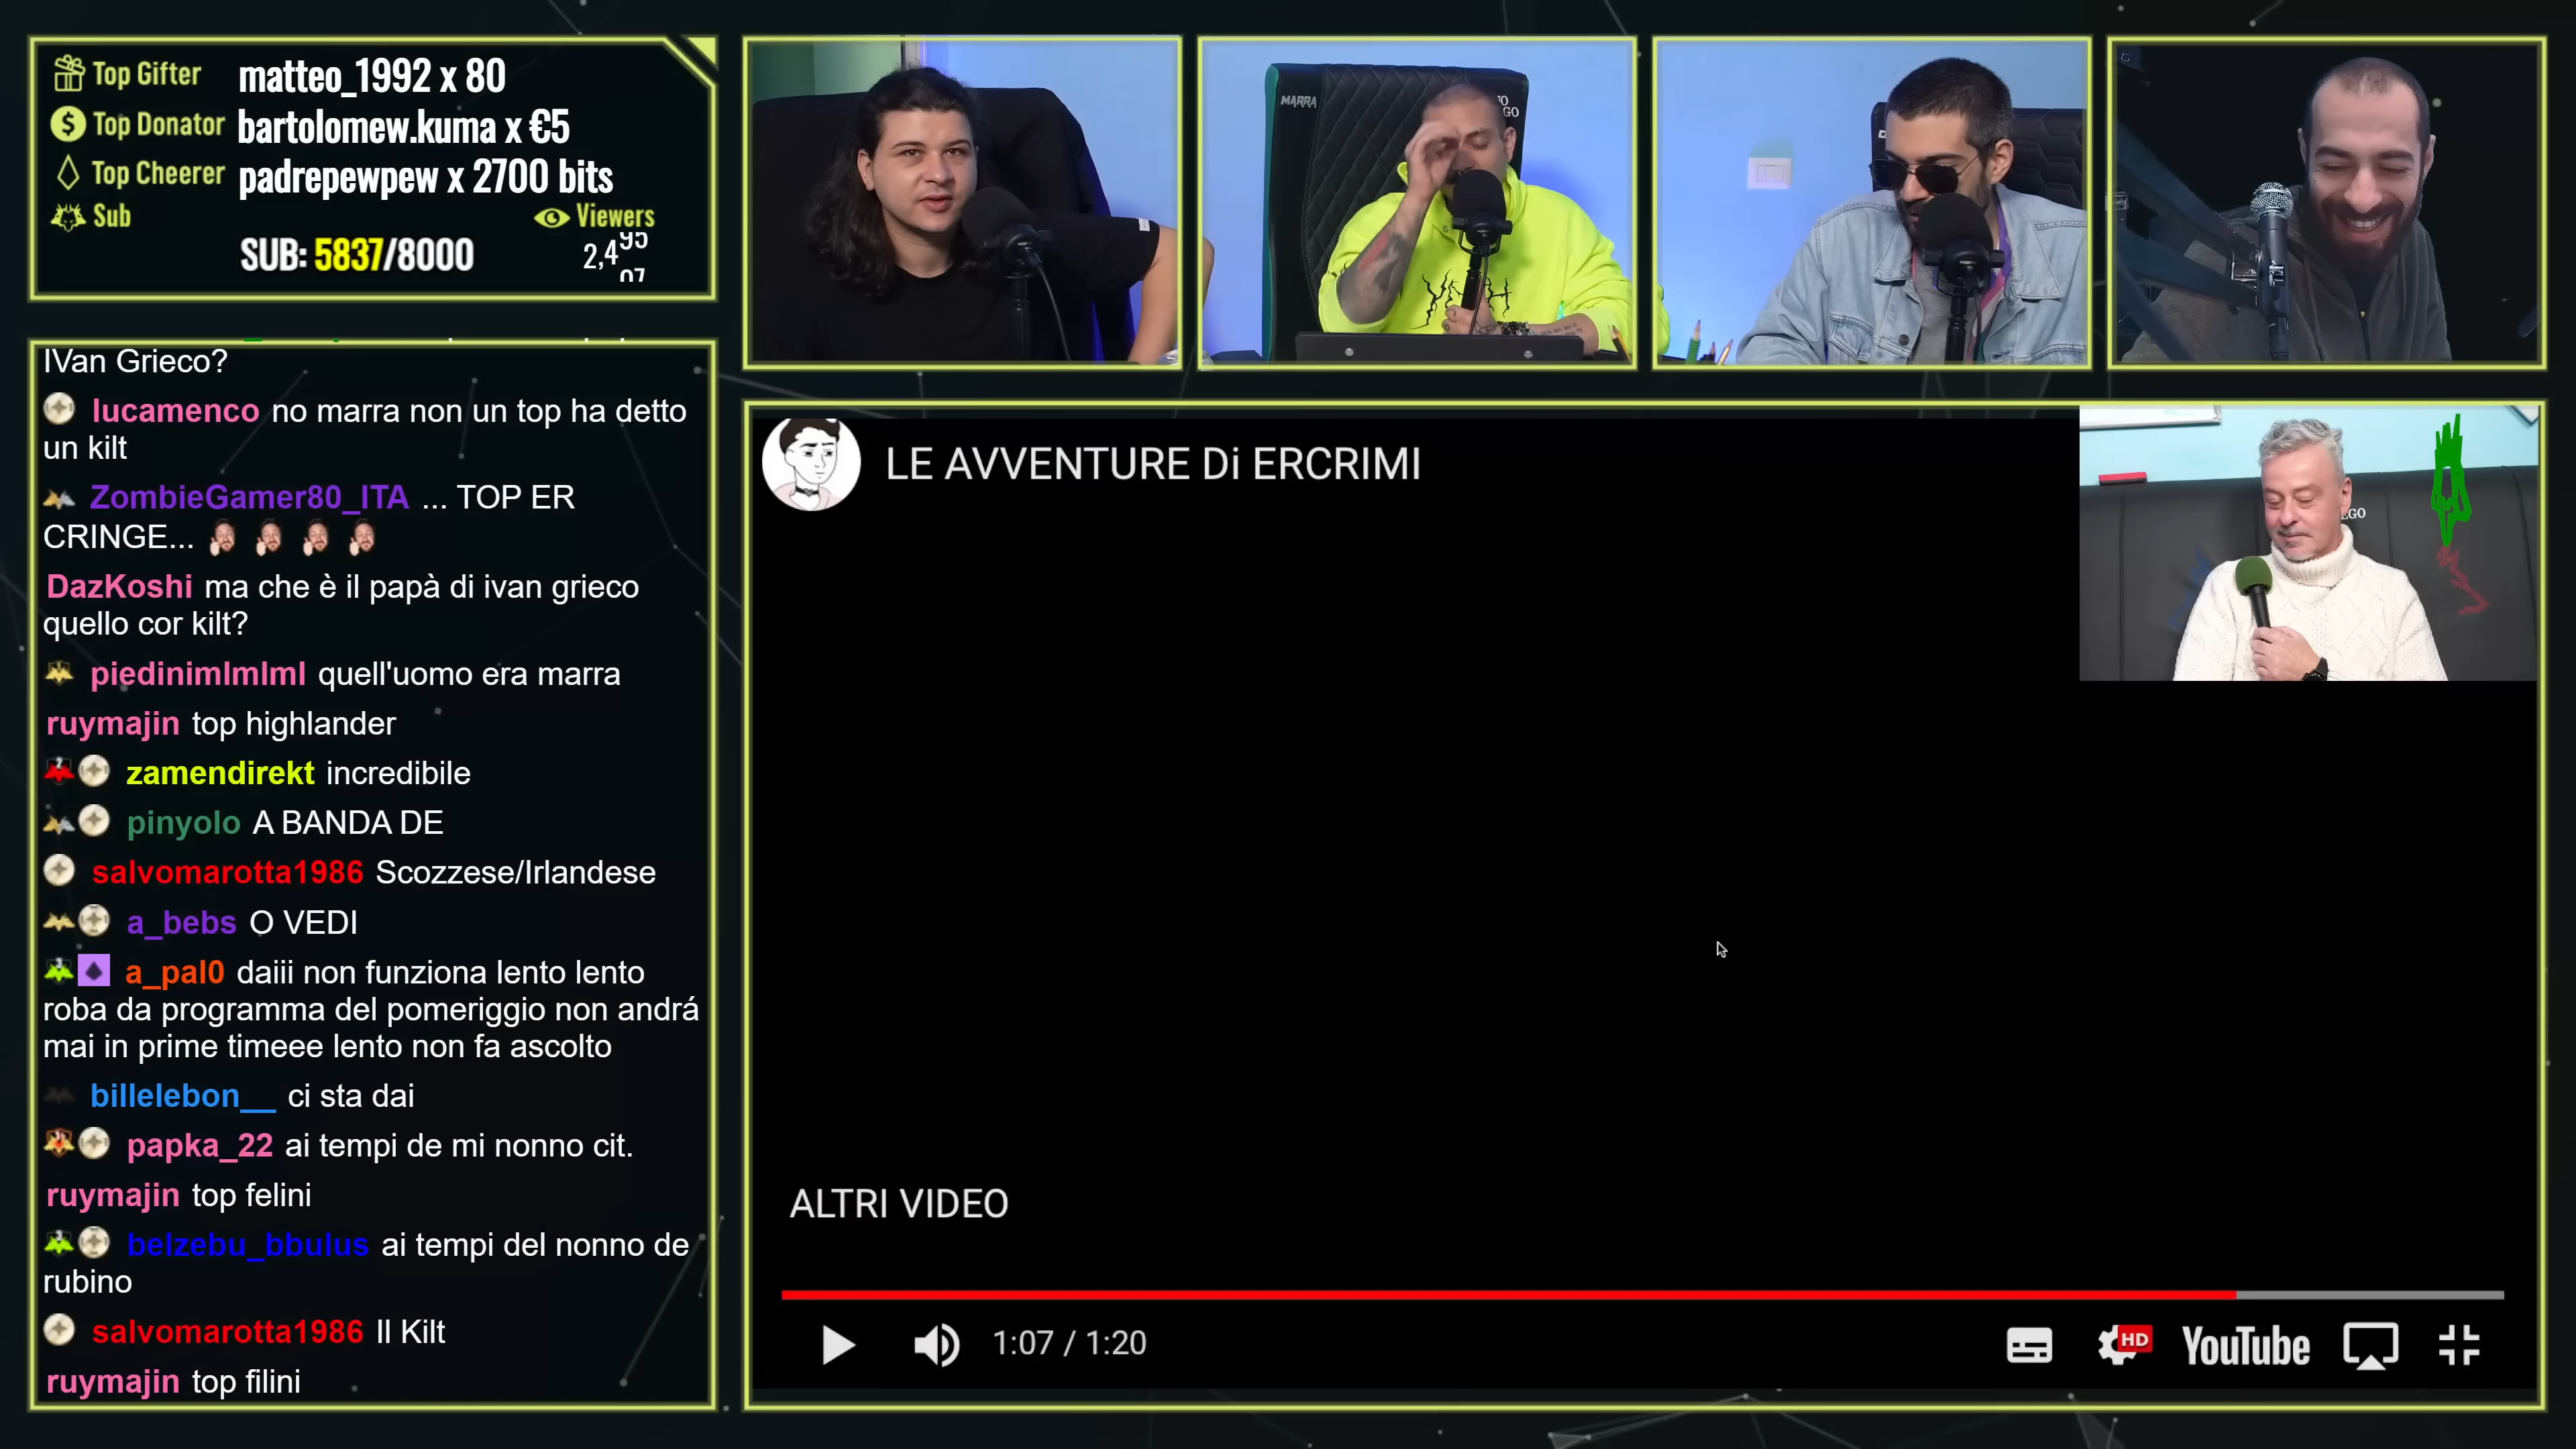 Top Gifter matteo_1992 x 80
Top Donator bartolomew.kuma x €5
Top Cheerer padrepewpew x 2700 bits
Sub
Viewers
SUB: 5837/8000
2,4
IVan Grieco?
lucamenco no marra non un top ha detto
un kilt
ZombieGamer80_ITA ... TOP ER
CRINGE...
DazKoshi ma che è il papà di ivan grieco
quello cor kilt?
piedinimlmlml quell'uomo era marra
ruymajin top highlander
zamendirekt incredibile
pinyolo A BANDA DE
salvomarotta1986 Scozzese/Irlandese
a_bebs O VEDI
a_pal0 daiii non funziona lento lento
roba da programma del pomeriggio non andrá
mai in prime timeee lento non fa ascolto
billelebon__ ci sta dai
papka_22 ai tempi de mi nonno cit.
ruymajin top felini
belzebu_bbulus ai tempi del nonno de
rubino
salvomarotta1986 Il Kilt
ruymajin top filini
MARRA
LE AVVENTURE Di ERCRIMI
ALTRI VIDEO
1:07 / 1:20
HD
YouTube